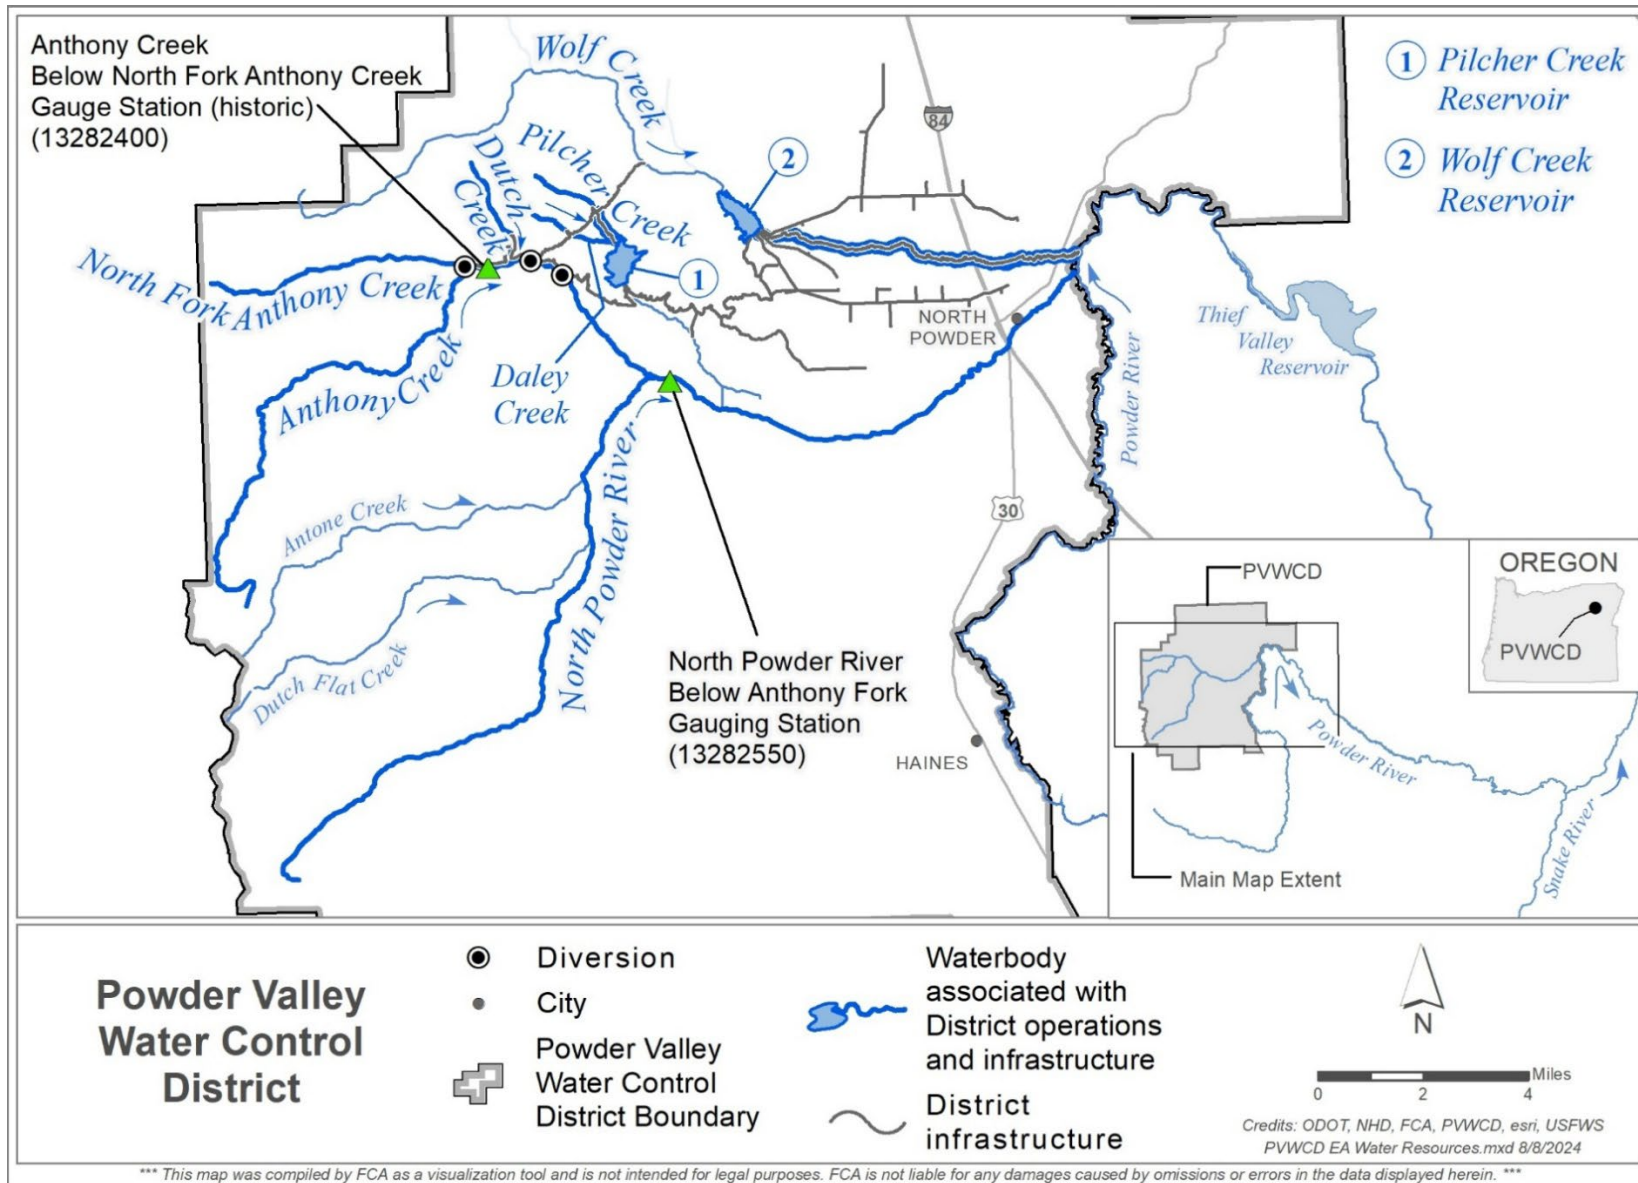 Anthony Creek
Below North Fork Anthony Creek
Gauge Station (historic)
(13282400)
Wolf Creek
84
1 Pilcher Creek
Reservoir
2 Wolf Creek
Reservoir
Pilcher
Creek
Dutch
Creek
2
1
North Fork Anthony Creek
Anthony Creek
Daley
Creek
NORTH
POWDER
Powder River
Thief
Valley
Reservoir
Antone Creek
30
North Powder River
Dutch Flat Creek
North Powder River
Below Anthony Fork
Gauging Station
(13282550)
HAINES
PVWCD
OREGON
PVWCD
Powder River
Snake River
Main Map Extent
Powder Valley
Water Control
District
Diversion
City
Powder Valley
Water Control
District Boundary
Waterbody
associated with
District operations
and infrastructure
District
infrastructure
N
Miles
0 2 4
Credits: ODOT, NHD, FCA, PVWCD, esri, USFWS
PVWCD EA Water Resources.mxd 8/8/2024
*** This map was compiled by FCA as a visualization tool and is not intended for legal purposes. FCA is not liable for any damages caused by omissions or errors in the data displayed herein. ***